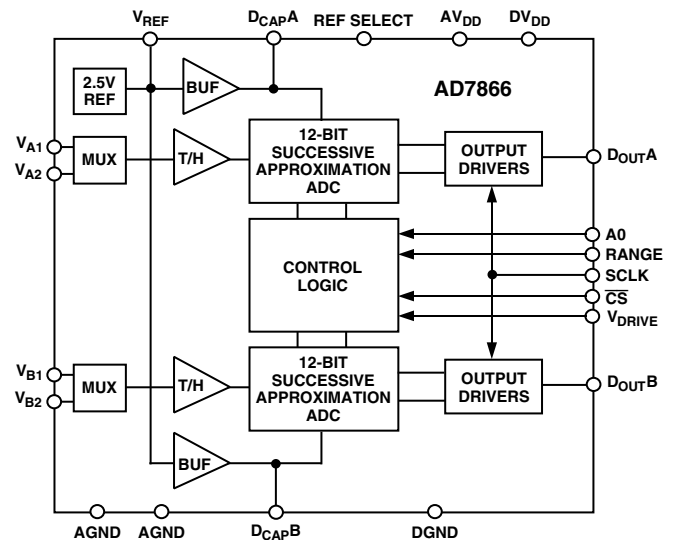 VREF
DCAPA
REF SELECT
AVDD
DVDD
2.5V
REF
BUF
AD7866
VA1
VA2
MUX
T/H
12-BIT
SUCCESSIVE
APPROXIMATION
ADC
OUTPUT
DRIVERS
DOUTA
CONTROL
LOGIC
A0
RANGE
SCLK
C̅S̅
VDRIVE
VB1
VB2
MUX
T/H
12-BIT
SUCCESSIVE
APPROXIMATION
ADC
OUTPUT
DRIVERS
DOUTB
BUF
AGND
AGND
DCAPB
DGND